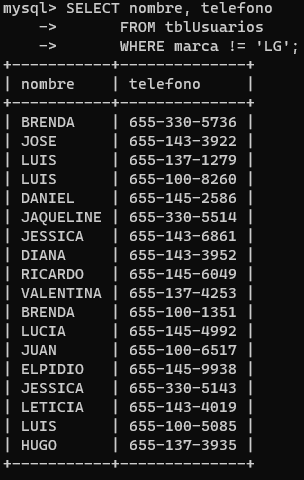 mysql> SELECT nombre, telefono
    ->        FROM tblUsuarios
    ->        WHERE marca != 'LG';
+-----------+--------------+
| nombre    | telefono     |
+-----------+--------------+
| BRENDA    | 655-330-5736 |
| JOSE      | 655-143-3922 |
| LUIS      | 655-137-1279 |
| LUIS      | 655-100-8260 |
| DANIEL    | 655-145-2586 |
| JAQUELINE | 655-330-5514 |
| JESSICA   | 655-143-6861 |
| DIANA     | 655-143-3952 |
| RICARDO   | 655-145-6049 |
| VALENTINA | 655-137-4253 |
| BRENDA    | 655-100-1351 |
| LUCIA     | 655-145-4992 |
| JUAN      | 655-100-6517 |
| ELPIDIO   | 655-145-9938 |
| JESSICA   | 655-330-5143 |
| LETICIA   | 655-143-4019 |
| LUIS      | 655-100-5085 |
| HUGO      | 655-137-3935 |
+-----------+--------------+